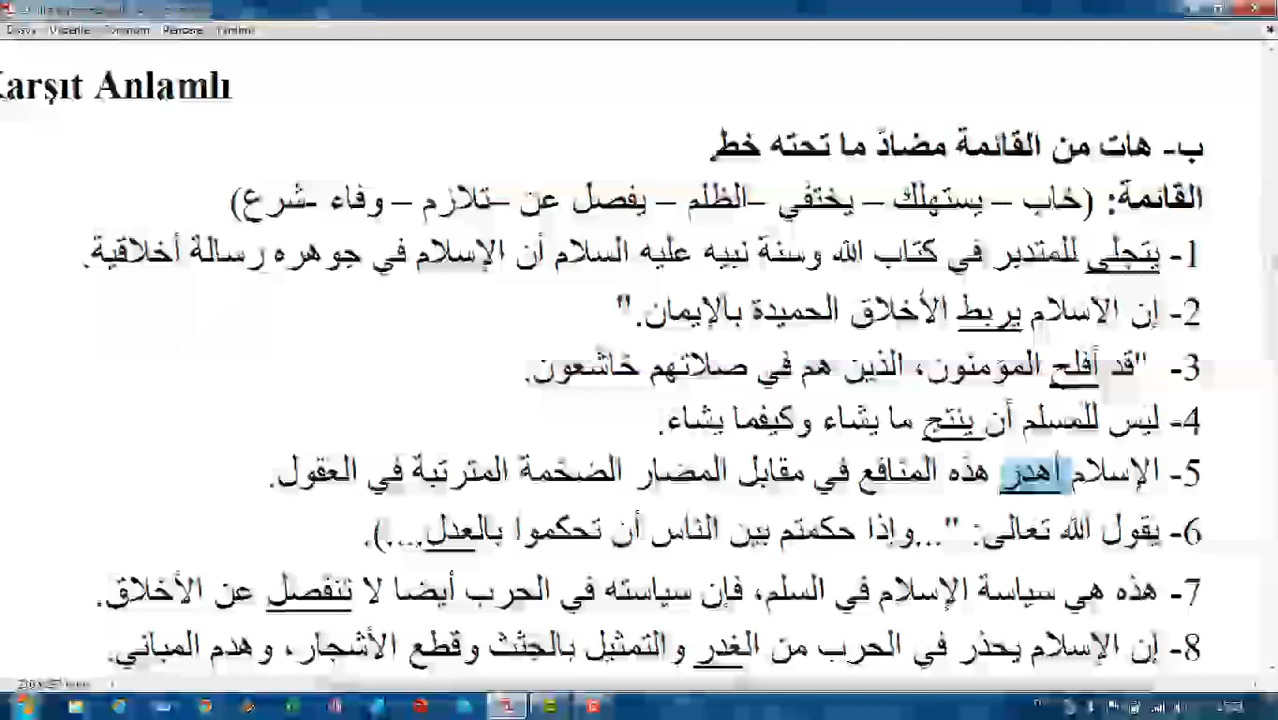 Karşıt Anlamlı
ب- هات من القائمة مضادّ ما تحته خط
القائمة: (خاب – يستهلك – يختفي –الظلم – يفصل عن –تلازم – وفاء -شرع)
1- يتجلى للمتدبر في كتاب الله وسنة نبيه عليه السلام أن الإسلام في جوهره رسالة أخلاقية.
2- إن الاسلام يربط الأخلاق الحميدة بالإيمان."
3- "قد أفلح المؤمنون، الذين هم في صلاتهم خاشعون.
4- ليس للمسلم أن ينتج ما يشاء وكيفما يشاء.
5- الإسلام أهدر هذه المنافع في مقابل المضار الضخمة المترتبة في العقول.
6- يقول الله تعالى: "...وإذا حكمتم بين الناس أن تحكموا بالعدل....).
7- هذه هي سياسة الإسلام في السلم، فإن سياسته في الحرب أيضا لا تنفصل عن الأخلاق.
8- إن الإسلام يحذر في الحرب من الغدر والتمثيل بالجثث وقطع الأشجار، وهدم المباني.